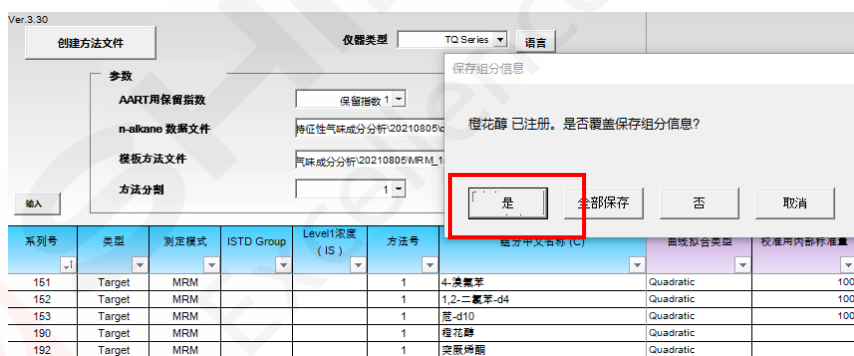 Ver.3.30
创建方法文件
仪器类型
TQ Series
语言
参数
AART用保留指数
保留指数 1
n-alkane 数据文件
特征性气味成分分析\20210805\c
模板方法文件
气味成分分析\20210805\MRM_1
方法分割
1
输入
保存组分信息
橙花醇 已注册。是否覆盖保存组分信息?
是
全部保存
否
取消
系列号 类型 测定模式 ISTD Group Level1浓度 (IS) 方法号 组分中文名称 (C) 曲线拟合类型 校准用内部标准量
151 Target MRM 1 4-溴氟苯 Quadratic 100
152 Target MRM 1 1,2-二氯苯-d4 Quadratic 100
153 Target MRM 1 苊-d10 Quadratic 100
190 Target MRM 1 橙花醇 Quadratic
192 Target MRM 1 突厥烯酮 Quadratic